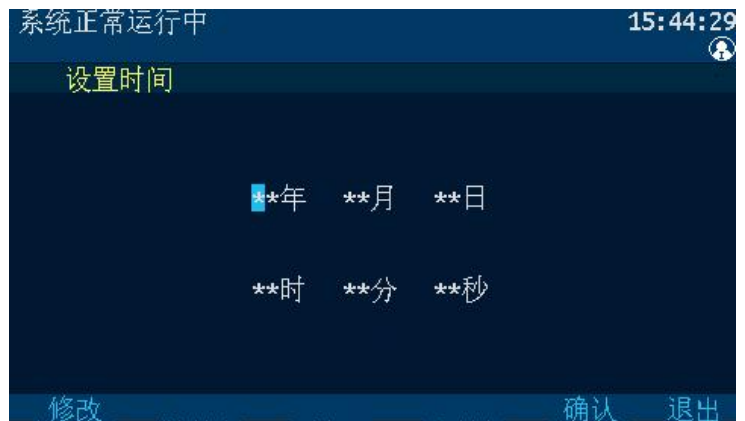 系统正常运行中 15:44:29
设置时间
**年 **月 **日
**时 **分 **秒
修改 确认 退出